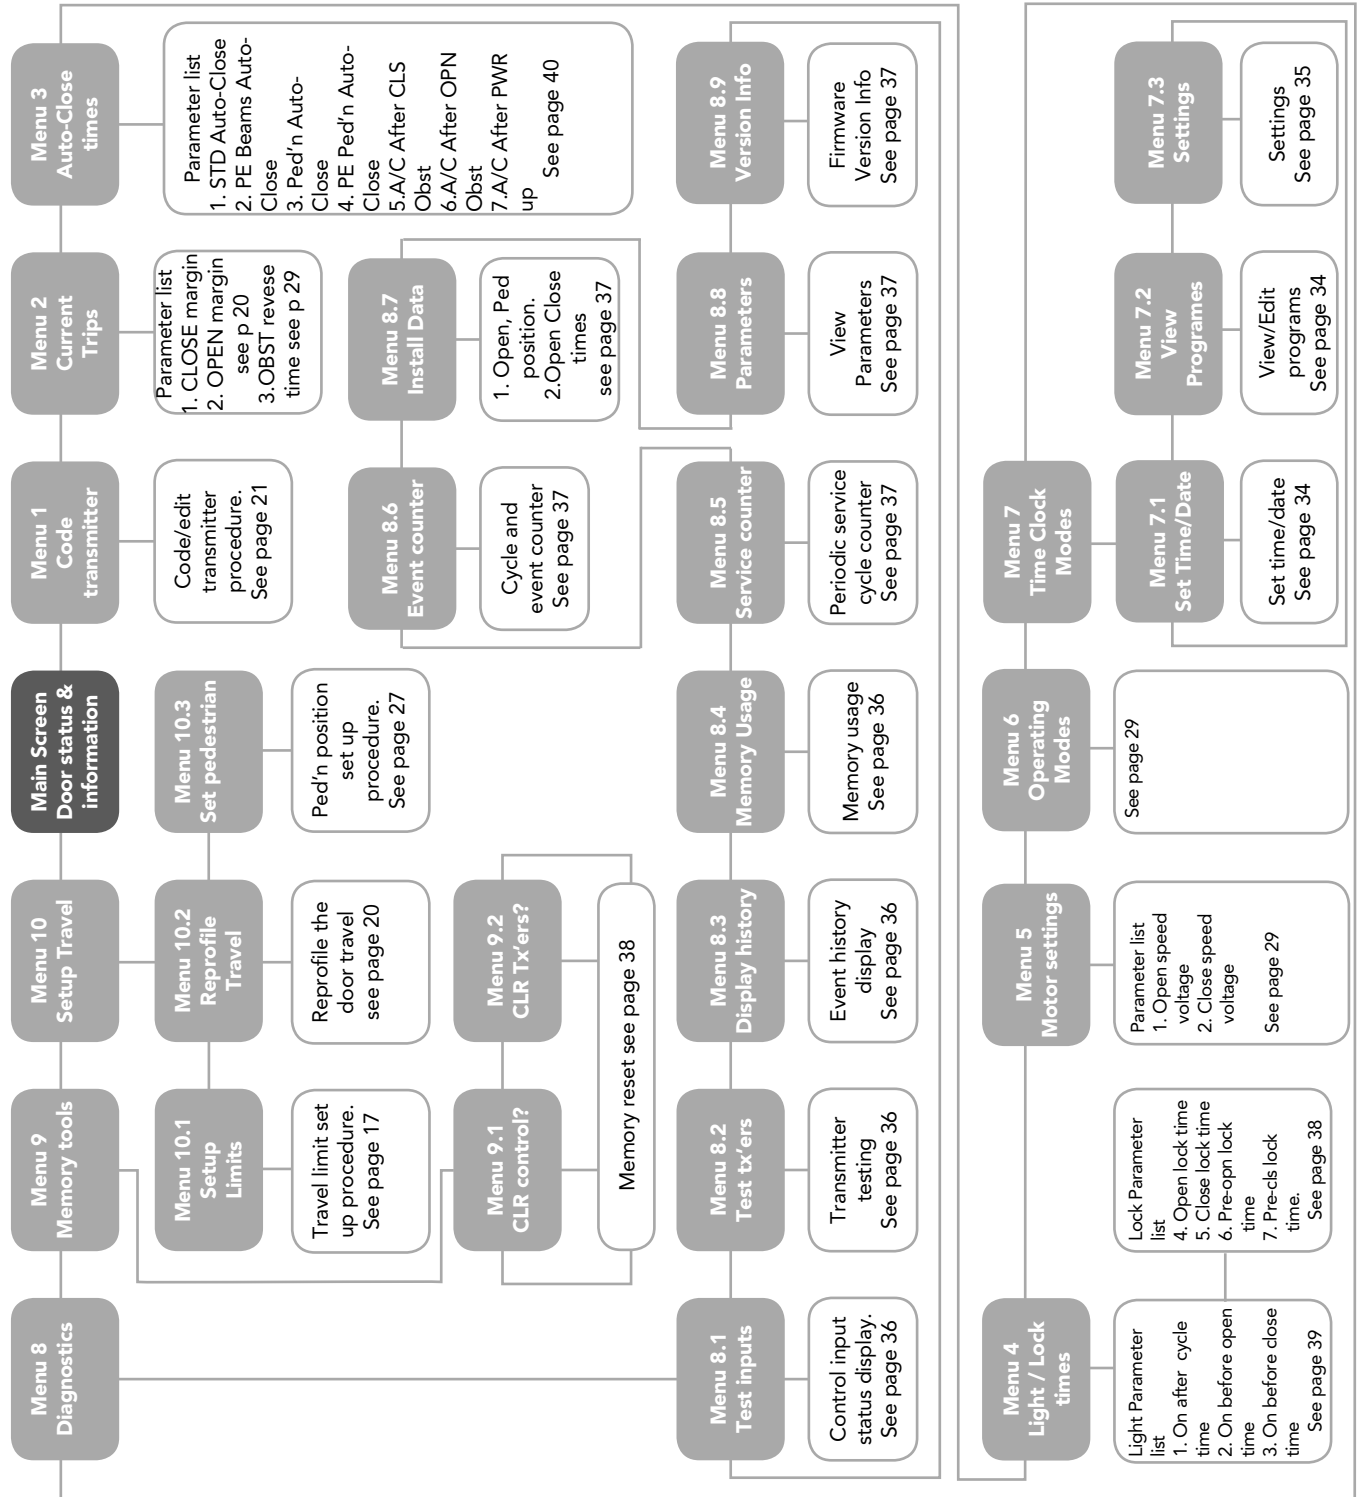 Menu 8
Diagnostics
Menu 9
Memory tools
Menu 10
Setup Travel
Main Screen
Door status &
information
Menu 1
Code
transmitter
Menu 2
Current
Trips
Menu 3
Auto-Close
times
Menu 10.1
Setup
Limits
Travel limit set
up procedure.
See page 17
Menu 10.2
Reprofile
Travel
Reprofile the
door travel
see page 20
Menu 10.3
Set pedestrian
Ped'n position
set up
procedure.
See page 27
Code/edit
transmitter
procedure.
See page 21
Parameter list
1. CLOSE margin
2. OPEN margin
see p 20
3.OBST revese
time see p 29
Parameter list
1. STD Auto-Close
2. PE Beams Auto-
Close
3. Ped'n Auto-
Close
4. PE Ped'n Auto-
Close
5.A/C After CLS
Obst
6.A/C After OPN
Obst
7.A/C After PWR
up
See page 40
Menu 9.1
CLR control?
Menu 9.2
CLR Tx'ers?
Memory reset see page 38
Menu 8.6
Event counter
Cycle and
event counter
See page 37
Menu 8.7
Install Data
1. Open, Ped
position.
2.Open Close
times
see page 37
Menu 8.1
Test inputs
Control input
status display.
See page 36
Menu 8.2
Test tx'ers
Transmitter
testing
See page 36
Menu 8.3
Display history
Event history
display
See page 36
Menu 8.4
Memory Usage
Memory usage
See page 36
Menu 8.5
Service counter
Periodic service
cycle counter
See page 37
Menu 8.8
Parameters
View
Parameters
See page 37
Menu 8.9
Version Info
Firmware
Version Info
See page 37
Menu 4
Light / Lock
times
Light Parameter
list
1. On after cycle
time
2. On before open
time
3. On before close
time
See page 39
Lock Parameter
list
4. Open lock time
5. Close lock time
6. Pre-opn lock
time
7. Pre-cls lock
time.
See page 38
Menu 5
Motor settings
Parameter list
1. Open speed
voltage
2. Close speed
voltage
See page 29
Menu 6
Operating
Modes
See page 29
Menu 7
Time Clock
Modes
Menu 7.1
Set Time/Date
Set time/date
See page 34
Menu 7.2
View
Programes
View/Edit
programs
See page 34
Menu 7.3
Settings
Settings
See page 35